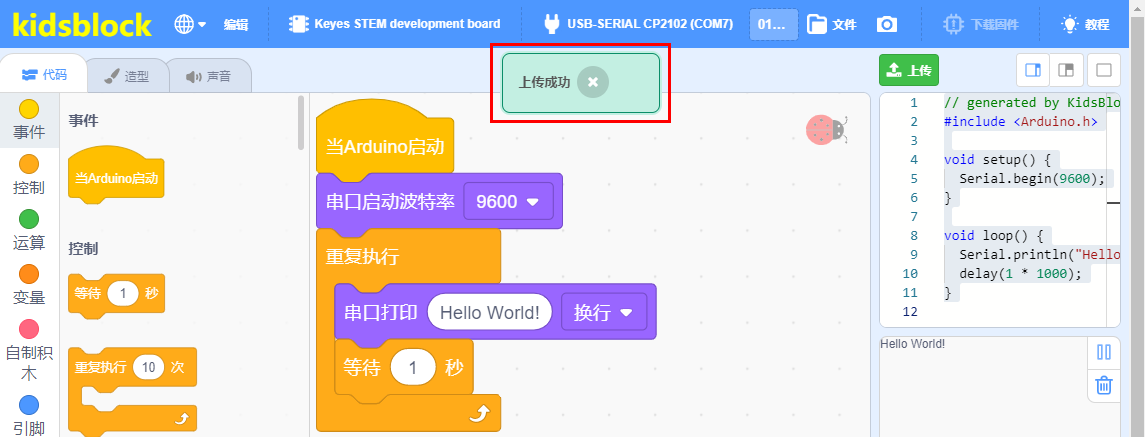 kidsblock 编辑 Keyes STEM development board USB-SERIAL CP2102 (COM7) 01... 文件 下载固件 教程
代码 造型 声音
上传成功
上传
事件
控制
运算
变量
自制积
木
引脚
事件
当Arduino启动
控制
等待 1 秒
重复执行 10 次
当Arduino启动
串口启动波特率 9600
重复执行
串口打印 Hello World! 换行
等待 1 秒
1 // generated by KidsBlo
2 #include <Arduino.h>
3
4 void setup() {
5 Serial.begin(9600);
6 }
7
8 void loop() {
9 Serial.println("Hello
10 delay(1 * 1000);
11 }
12
Hello World!